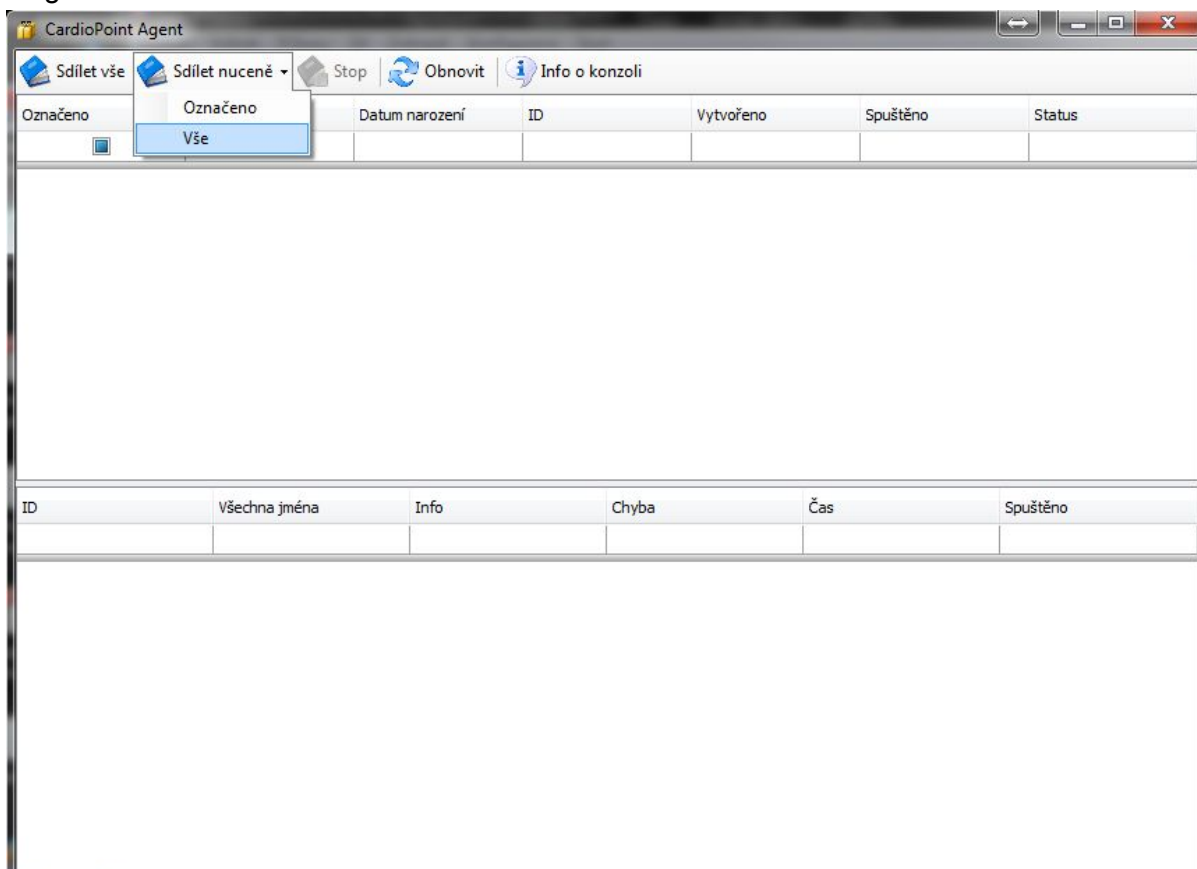 CardioPoint Agent
Sdílet vše Sdílet nuceně Stop Obnovit Info o konzoli
Označeno
Vše
Označeno Datum narození ID Vytvořeno Spuštěno Status
ID Všechna jména Info Chyba Čas Spuštěno